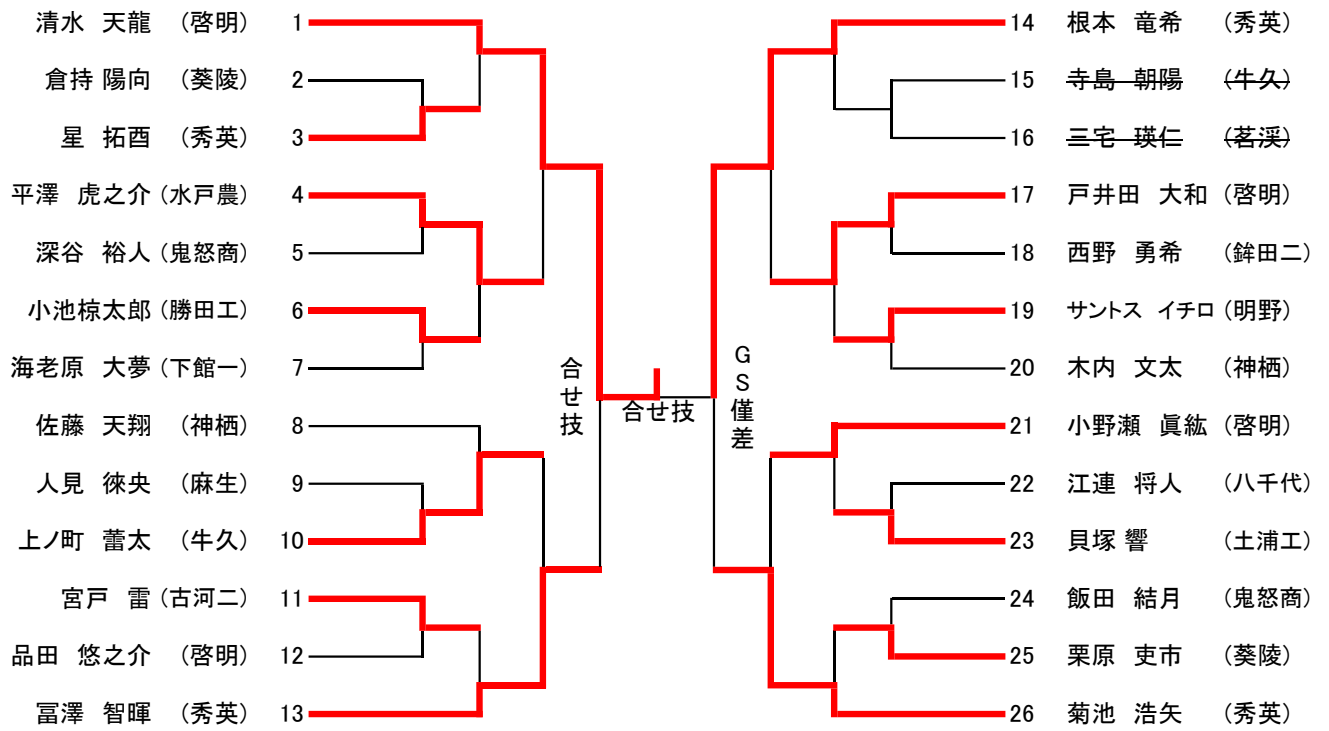 清水 天龍 (啓明) 1
倉持 陽向 (葵陵) 2
星 拓酉 (秀英) 3
平澤 虎之介 (水戸農) 4
深谷 裕人 (鬼怒商) 5
小池椋太郎 (勝田工) 6
海老原 大夢 (下館一) 7
佐藤 天翔 (神栖) 8
人見 徠央 (麻生) 9
上ノ町 蕾太 (牛久) 10
宮戸 雷 (古河二) 11
品田 悠之介 (啓明) 12
冨澤 智暉 (秀英) 13
合せ技
合せ技
GS僅差
14 根本 竜希 (秀英)
15 寺島 朝陽 (牛久)
16 三宅 瑛仁 (茗渓)
17 戸井田 大和 (啓明)
18 西野 勇希 (鉾田二)
19 サントス イチロ (明野)
20 木内 文太 (神栖)
21 小野瀬 眞紘 (啓明)
22 江連 将人 (八千代)
23 貝塚 響 (土浦工)
24 飯田 結月 (鬼怒商)
25 栗原 吏市 (葵陵)
26 菊池 浩矢 (秀英)